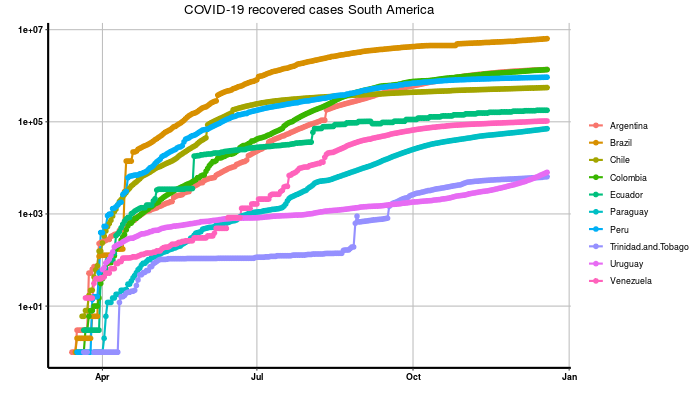 COVID-19 recovered cases South America
1e+07
1e+05
1e+03
1e+01
Apr
Jul
Oct
Jan
Argentina
Brazil
Chile
Colombia
Ecuador
Paraguay
Peru
Trinidad.and.Tobago
Uruguay
Venezuela